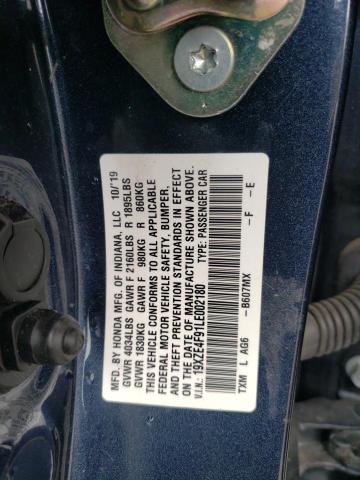 MFD. BY HONDA MFG. OF INDIANA, LLC 10/19
GVWR 4034LBS GAWR F 2160LBS R 1895LBS
GVWR 1830KG GAWR F 980KG R 860KG
THIS VEHICLE CONFORMS TO ALL APPLICABLE
FEDERAL MOTOR VEHICLE SAFETY, BUMPER,
AND THEFT PREVENTION STANDARDS IN EFFECT
ON THE DATE OF MANUFACTURE SHOWN ABOVE.
V.I.N.: 19XZE4F91LE002180 TYPE: PASSENGER CAR
-B607MX -F -E
TXM L AG6